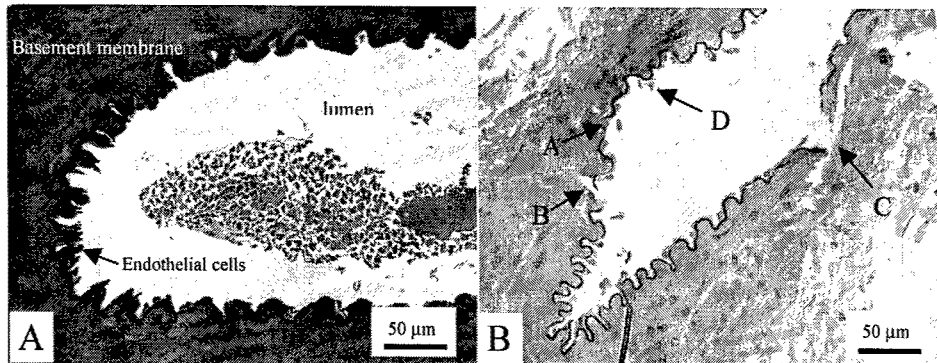 Basement membrane
lumen
Endothelial cells
A
50 µm
A
B
C
D
B
50 µm